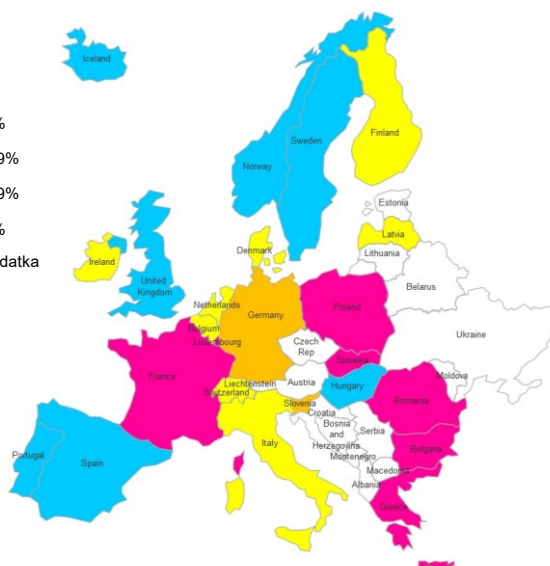 Iceland
%
9%
9%
%
datka
Finland
Sweden
Norway
Estonia
Latvia
Lithuania
Denmark
Ireland
United
Kingdom
Belarus
Netherlands
Poland
Germany
Belgium
Luxembourg
Ukraine
Czech
Rep
Slovakia
France
Moldova
Liechtenstein
Austria
Hungary
Switzerland
Romania
Slovenia
Croatia
Bosnia
and
Herzegovina
Serbia
Italy
Bulgaria
Montenegro
Portugal
Spain
Macedonia
Albania
Greece